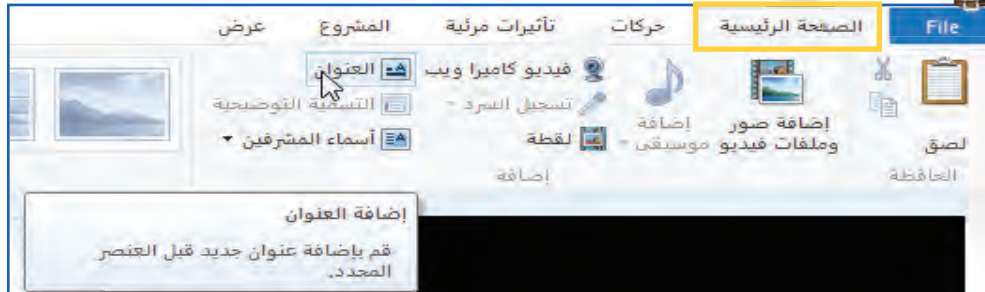 File الصفحة الرئيسية حركات تأثيرات مرئية المشروع عرض
لصق
الحافظة
إضافة صور
وملفات فيديو
إضافة
موسيقى
فيديو كاميرا ويب
تسجيل السرد
لقطة
إضافة
العنوان
التسمية التوضيحية
أسماء المشرفين
إضافة العنوان
قم بإضافة عنوان جديد قبل العنصر
المحدد.